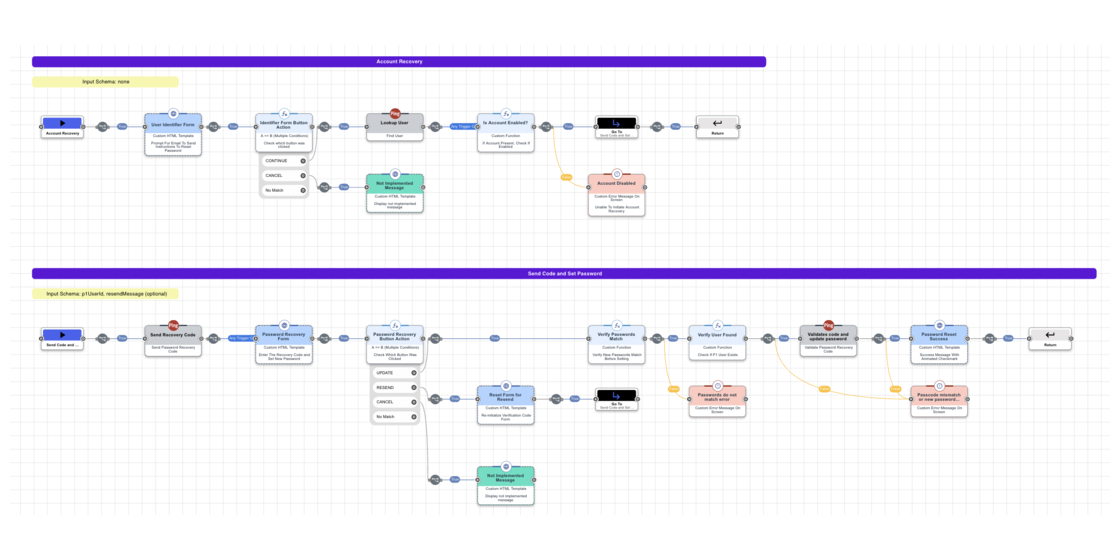 Account Recovery
Input Schema: none
Account Recovery
True
User Identifier Form
Custom HTML Template
Prompt For Email To Send
Instructions To Reset
Password
True
Identifier Form Button
Action
A == B (Multiple Conditions)
Check which button was
clicked
CONTINUE
CANCEL
No Match
True
Ping
Lookup User
Find User
Any Trigger
Is Account Enabled?
Custom Function
If Account Present, Check If
Enabled
True
Go To
Send Code and Set ...
True
Return
True
Not Implemented
Message
Custom HTML Template
Display not implemented
message
False
Account Disabled
Custom Error Message On
Screen
Unable To Initiate Account
Recovery
Send Code and Set Password
Input Schema: p1UserId, resendMessage (optional)
Send Code and ...
True
Ping
Send Recovery Code
Send Password Recovery
Code
Any Trigger
Password Recovery
Form
Custom HTML Template
Enter The Recovery Code and
Set New Password
True
Password Recovery
Button Action
A == B (Multiple Conditions)
Check Which Button Was
Clicked
UPDATE
RESEND
CANCEL
No Match
True
Verify Passwords
Match
Custom Function
Verify New Passwords Match
Before Setting
True
Verify User Found
Custom Function
Check If P1 User Exists
True
Ping
Validates code and
update password
Validate Password Recovery
Code
True
Password Reset
Success
Custom HTML Template
Success Message With
Animated Checkmark
True
Return
True
Reset Form for
Resend
Custom HTML Template
Re-initialize Verification Code
Form
True
Go To
Send Code and Set ...
False
Passwords do not
match error
Custom Error Message On
Screen
False
False
Passcode mismatch
or new password...
Custom Error Message On
Screen
True
Not Implemented
Message
Custom HTML Template
Display not implemented
message